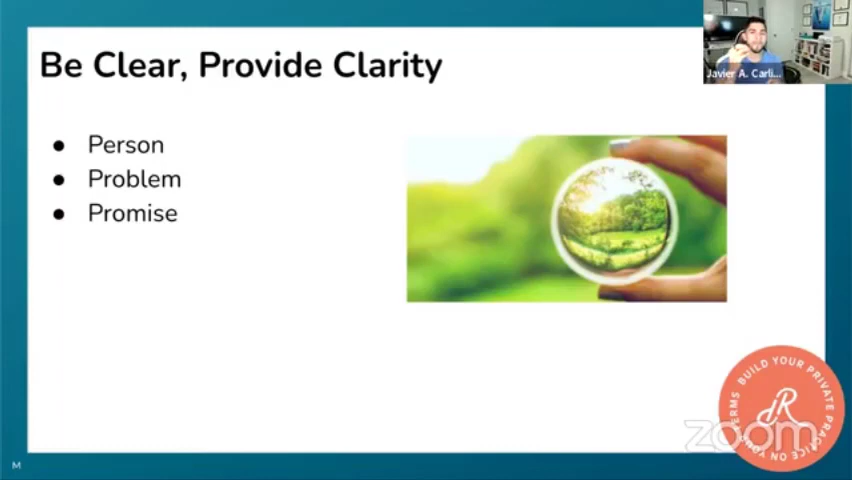 Be Clear, Provide Clarity
Javier A. Carli...
● Person
● Problem
● Promise
BUILD YOUR PRIVATE PRACTICE ON YOUR TERMS
JR
zoom
M